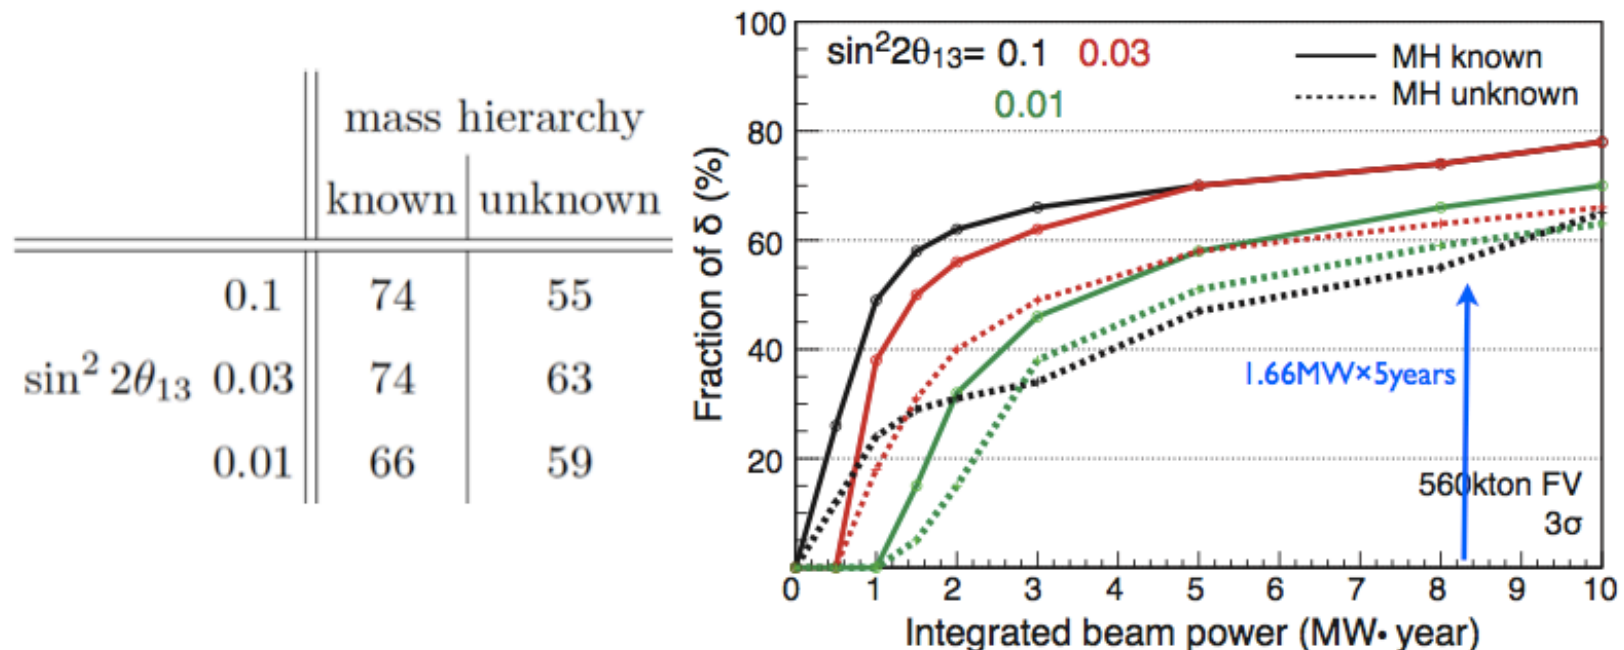 mass hierarchy
known unknown
0.1 74 55
sin² 2θ₁₃ 0.03 74 63
0.01 66 59
Fraction of δ (%)
100
80
60
40
20
sin²2θ₁₃= 0.1 0.03
0.01
MH known
MH unknown
1.66MW×5years
560kton FV
3σ
0 1 2 3 4 5 6 7 8 9 10
Integrated beam power (MW•year)